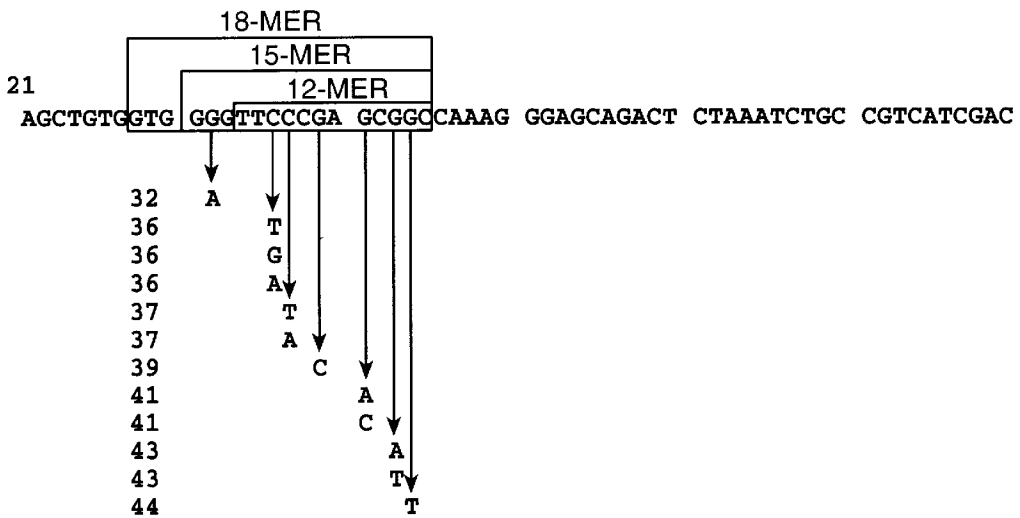 18-MER
15-MER
12-MER
21
AGCTGTGGTG GGGTTCCCGA GCGGCCAAAG GGAGCAGACT CTAAATCTGC CGTCATCGAC
32 A
36 T
36 G
36 A
37 T
37 A
39 C
41 A
41 C
43 A
43 T
44 T